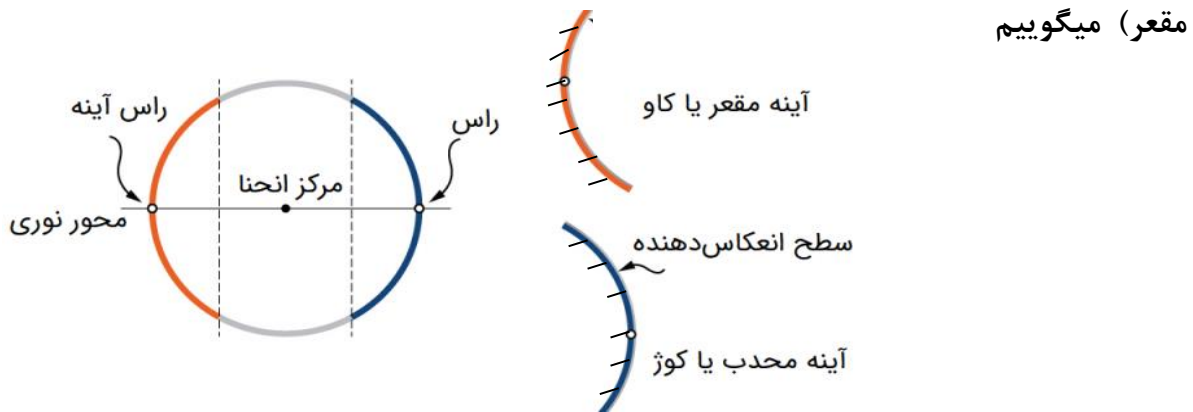 مقعر) میگوییم
راس آینه
راس
مرکز انحنا
محور نوری
آینه مقعر یا کاو
سطح انعکاس‌دهنده
آینه محدب یا کوژ